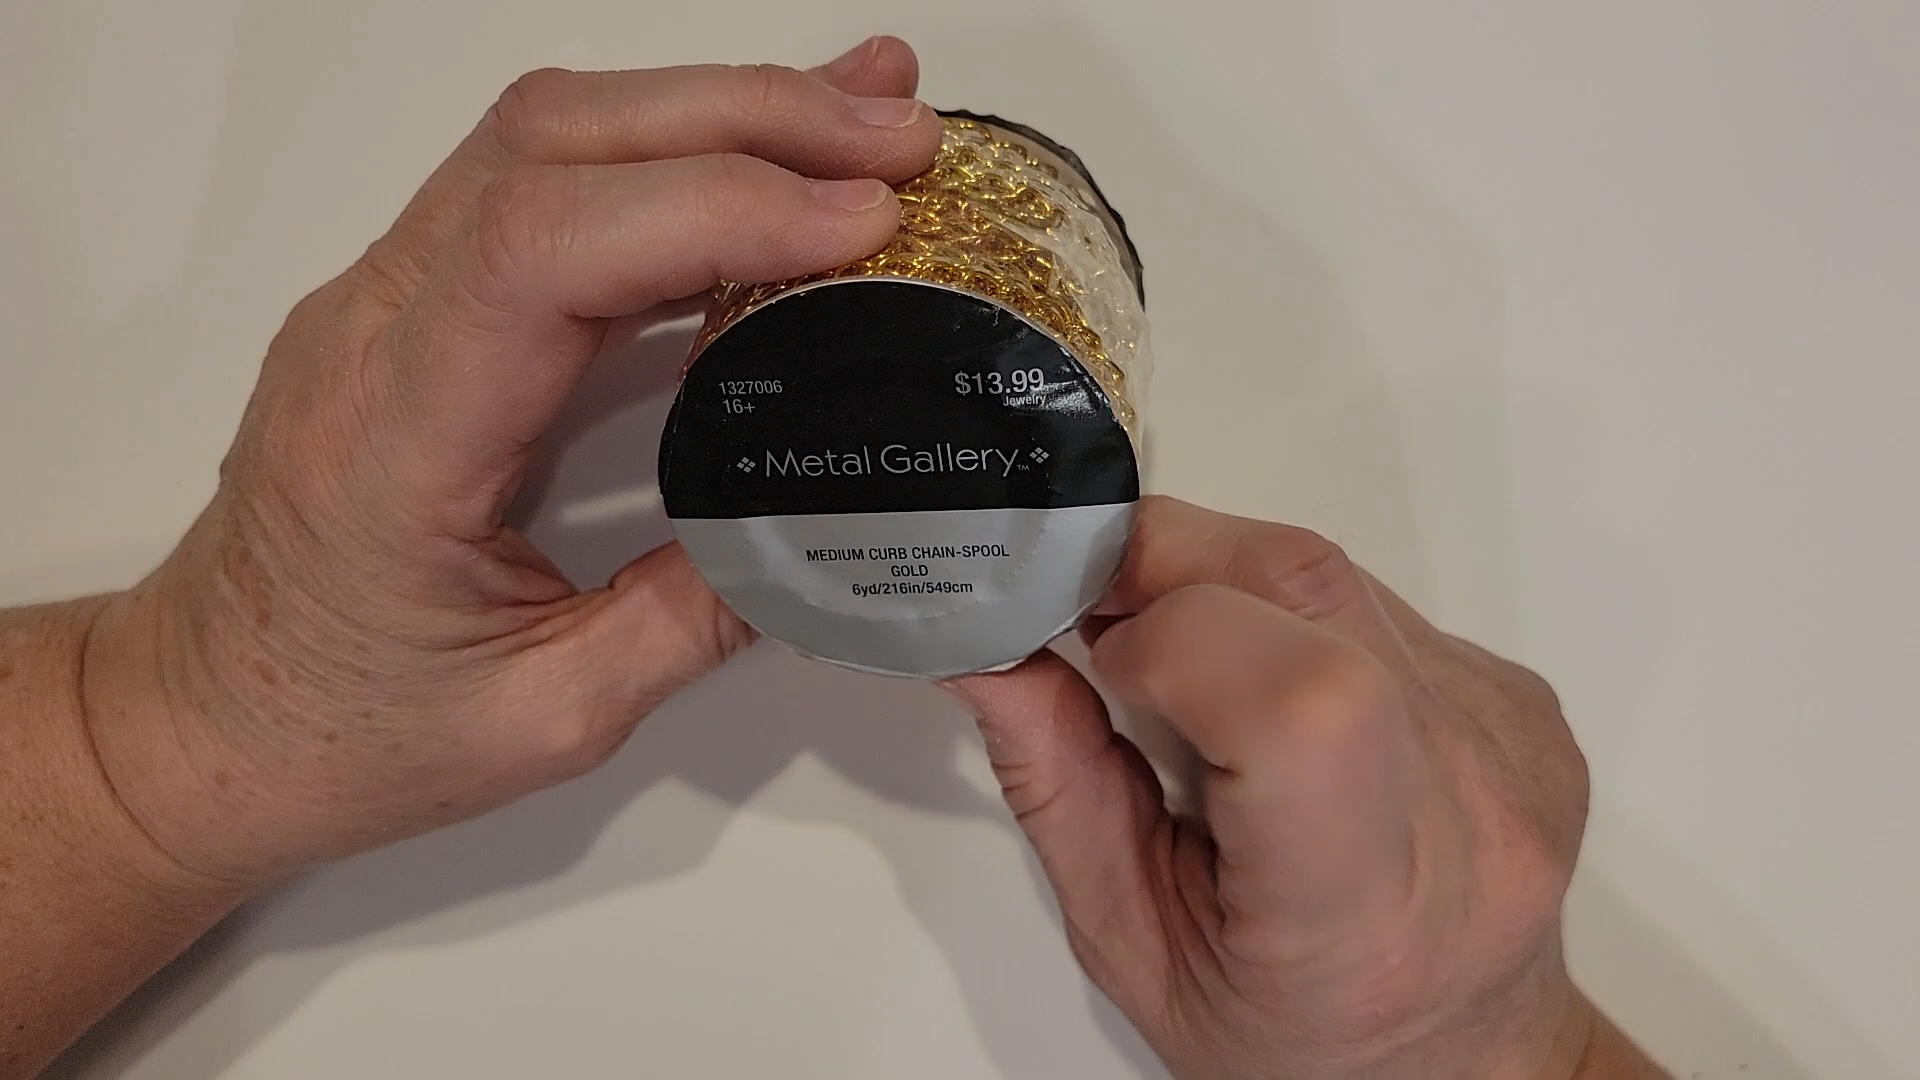 1327006
16+
$13.99
Jewelry
Metal Gallery™
MEDIUM CURB CHAIN-SPOOL
GOLD
6yd/216in/549cm